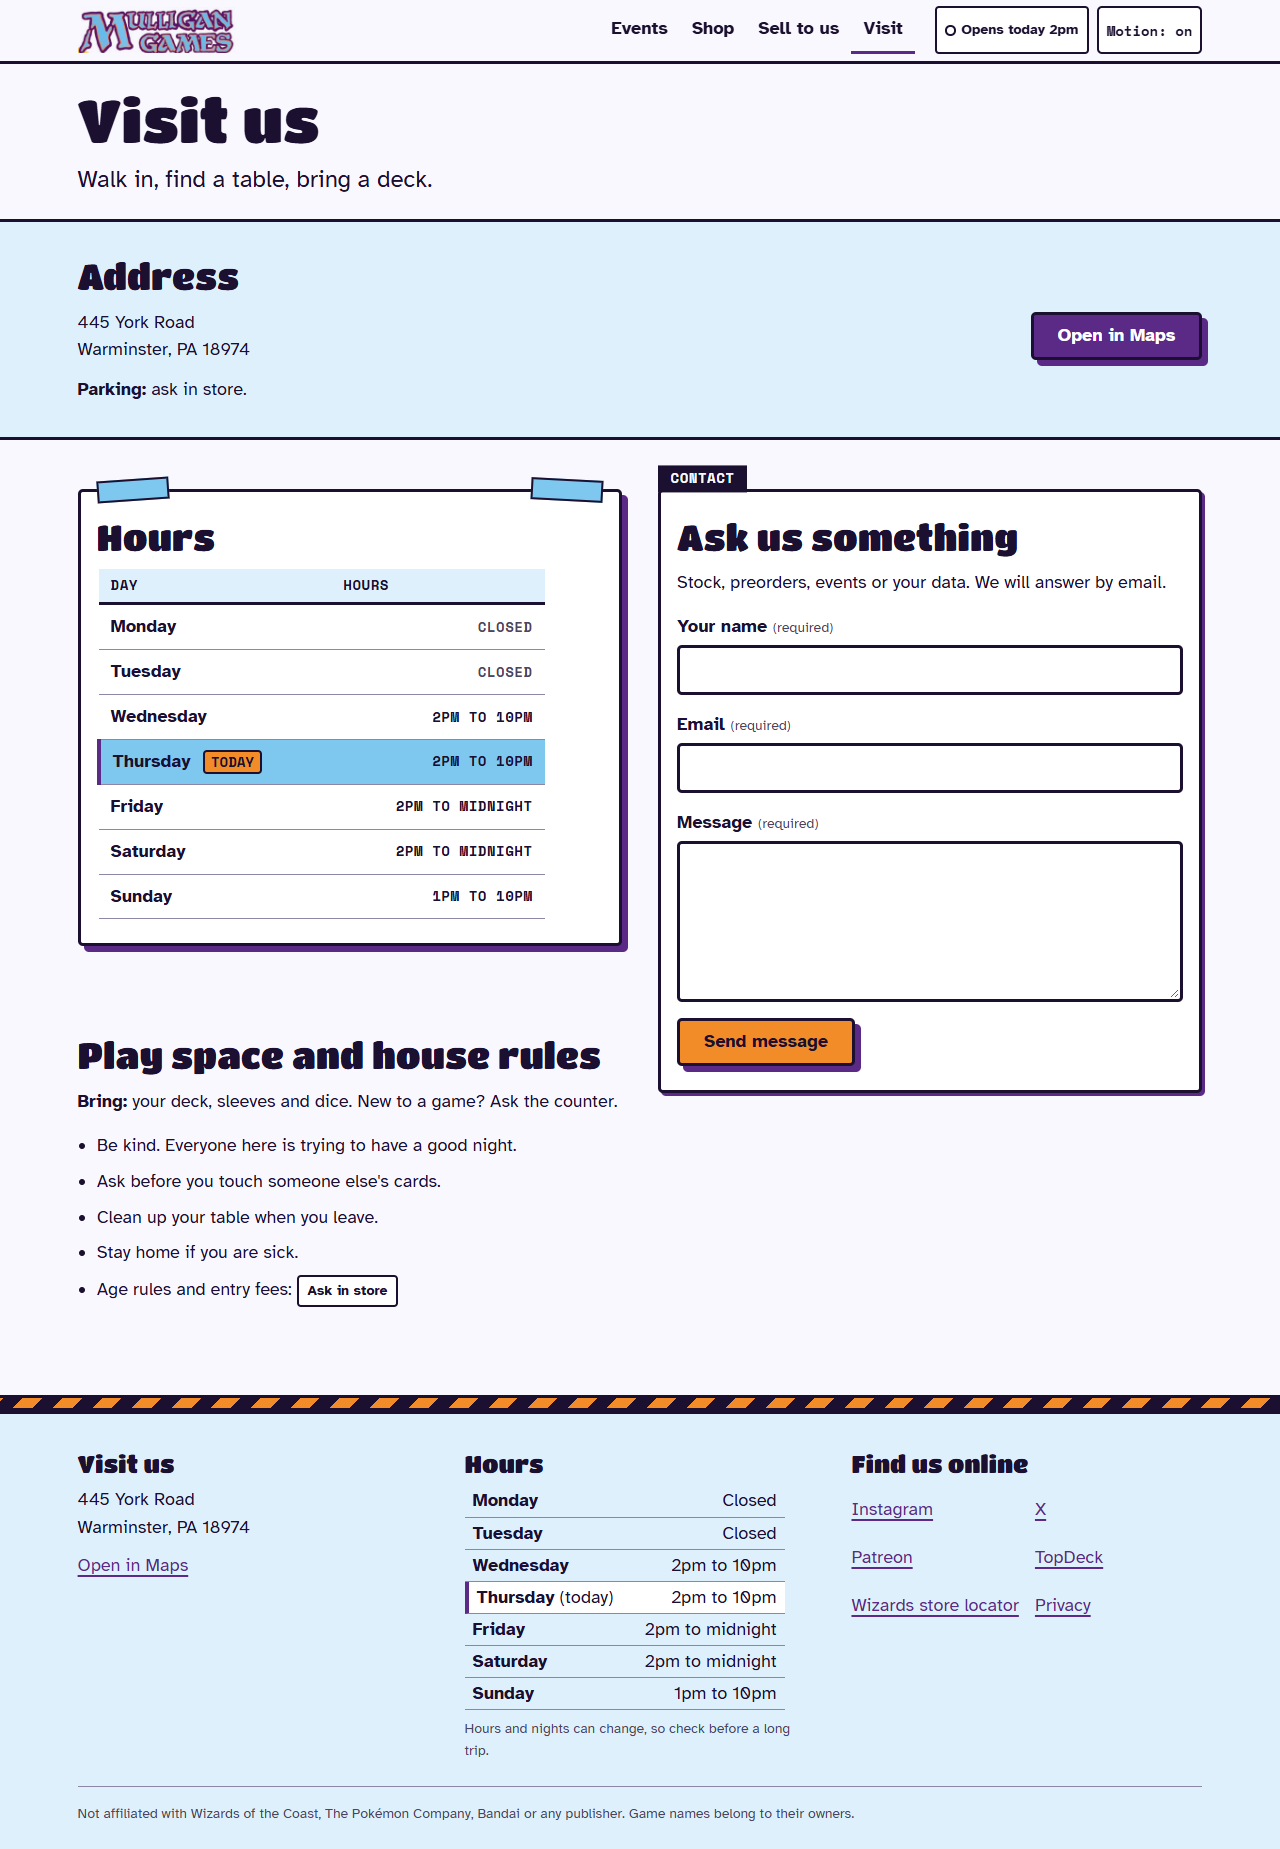 MULLIGAN GAMES
Events Shop Sell to us Visit Opens today 2pm Motion: on
Visit us
Walk in, find a table, bring a deck.
Address
445 York Road
Warminster, PA 18974
Parking: ask in store.
Open in Maps
Hours
DAY HOURS
Monday CLOSED
Tuesday CLOSED
Wednesday 2PM TO 10PM
Thursday TODAY 2PM TO 10PM
Friday 2PM TO MIDNIGHT
Saturday 2PM TO MIDNIGHT
Sunday 1PM TO 10PM
CONTACT
Ask us something
Stock, preorders, events or your data. We will answer by email.
Your name (required)
Email (required)
Message (required)
Send message
Play space and house rules
Bring: your deck, sleeves and dice. New to a game? Ask the counter.
• Be kind. Everyone here is trying to have a good night.
• Ask before you touch someone else's cards.
• Clean up your table when you leave.
• Stay home if you are sick.
• Age rules and entry fees: Ask in store
Visit us
445 York Road
Warminster, PA 18974
Open in Maps
Hours
Monday Closed
Tuesday Closed
Wednesday 2pm to 10pm
Thursday (today) 2pm to 10pm
Friday 2pm to midnight
Saturday 2pm to midnight
Sunday 1pm to 10pm
Hours and nights can change, so check before a long
trip.
Find us online
Instagram X
Patreon TopDeck
Wizards store locator Privacy
Not affiliated with Wizards of the Coast, The Pokémon Company, Bandai or any publisher. Game names belong to their owners.